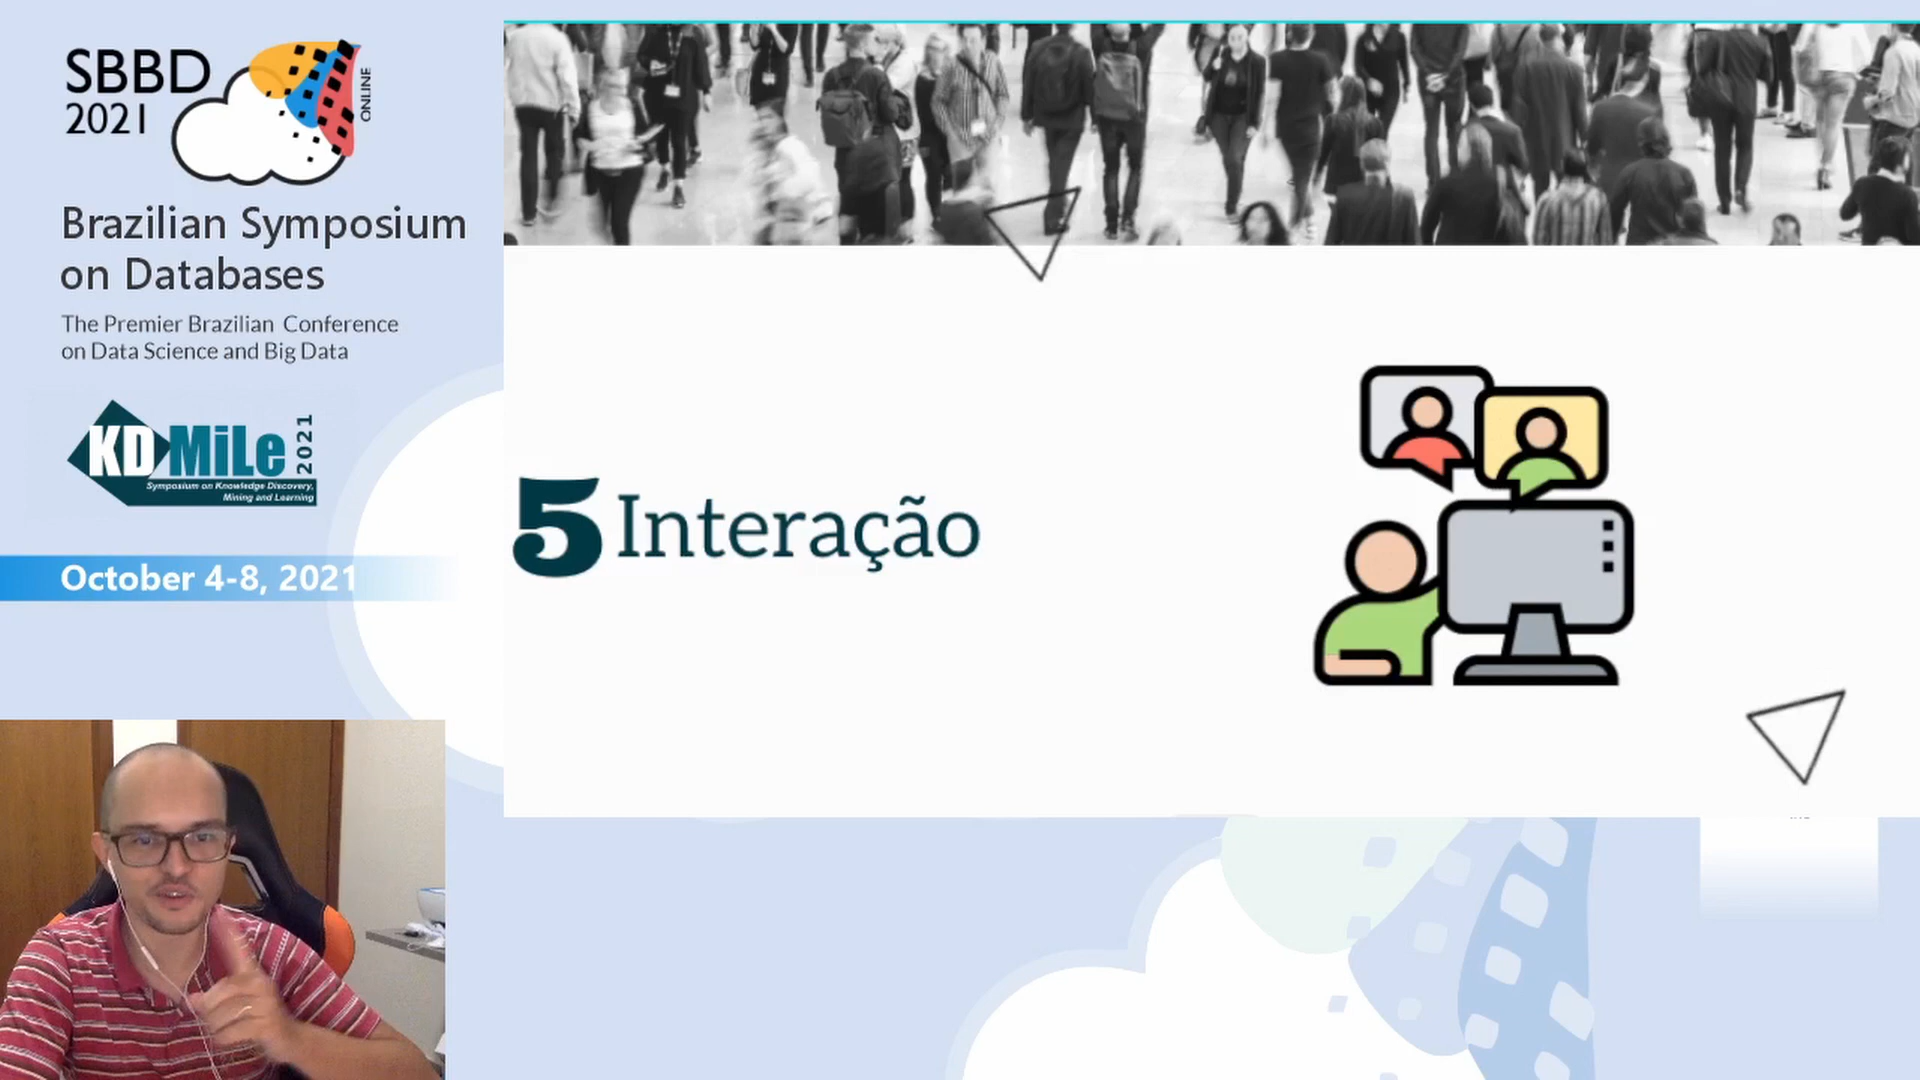 SBBD
2021
ONLINE
Brazilian Symposium
on Databases
The Premier Brazilian Conference
on Data Science and Big Data
KDMiLe
2021
Symposium on Knowledge Discovery,
Mining and Learning
October 4-8, 2021
5 Interação